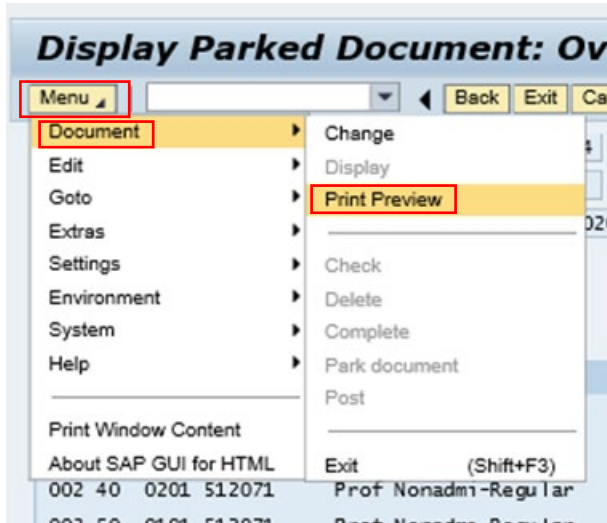 Display Parked Document: Ov
Menu
Back Exit Ca
Document
Edit
Goto
Extras
Settings
Environment
System
Help
Print Window Content
About SAP GUI for HTML
Change
Display
Print Preview
Check
Delete
Complete
Park document
Post
Exit (Shift+F3)
002 40 0201 512071 Prof Nonadmi-Regular